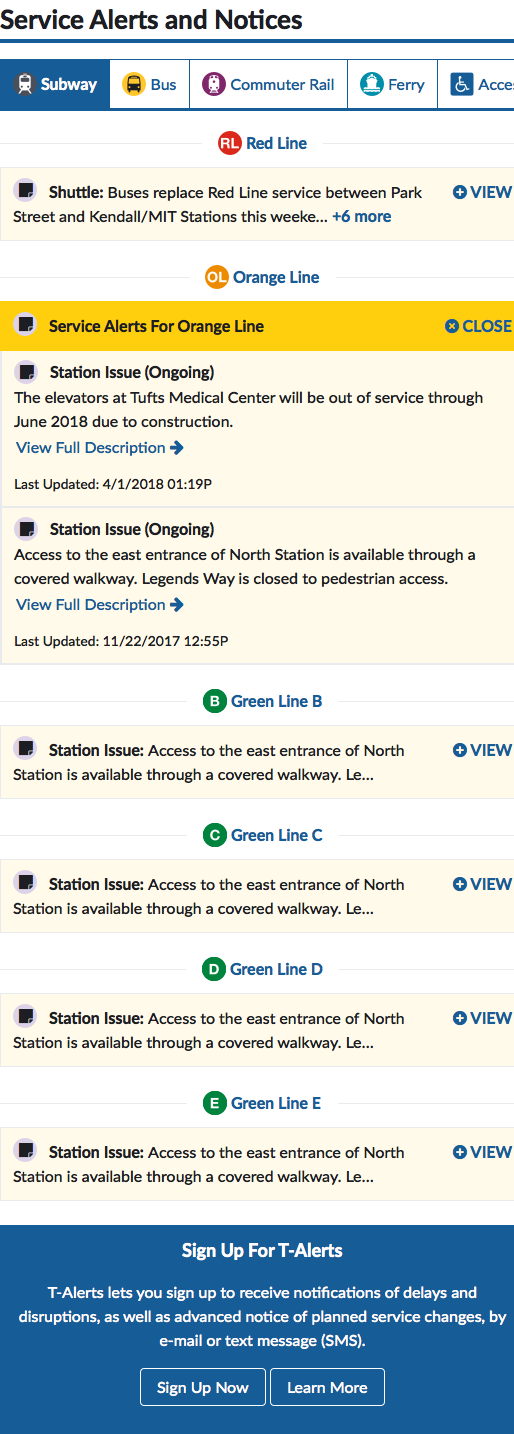 Service Alerts and Notices
Subway Bus Commuter Rail Ferry Acce
RL Red Line
Shuttle: Buses replace Red Line service between Park VIEW
Street and Kendall/MIT Stations this weeke... +6 more
OL Orange Line
Service Alerts For Orange Line CLOSE
Station Issue (Ongoing)
The elevators at Tufts Medical Center will be out of service through
June 2018 due to construction.
View Full Description
Last Updated: 4/1/2018 01:19P
Station Issue (Ongoing)
Access to the east entrance of North Station is available through a
covered walkway. Legends Way is closed to pedestrian access.
View Full Description
Last Updated: 11/22/2017 12:55P
B Green Line B
Station Issue: Access to the east entrance of North VIEW
Station is available through a covered walkway. Le...
C Green Line C
Station Issue: Access to the east entrance of North VIEW
Station is available through a covered walkway. Le...
D Green Line D
Station Issue: Access to the east entrance of North VIEW
Station is available through a covered walkway. Le...
E Green Line E
Station Issue: Access to the east entrance of North VIEW
Station is available through a covered walkway. Le...
Sign Up For T-Alerts
T-Alerts lets you sign up to receive notifications of delays and
disruptions, as well as advanced notice of planned service changes, by
e-mail or text message (SMS).
Sign Up Now Learn More